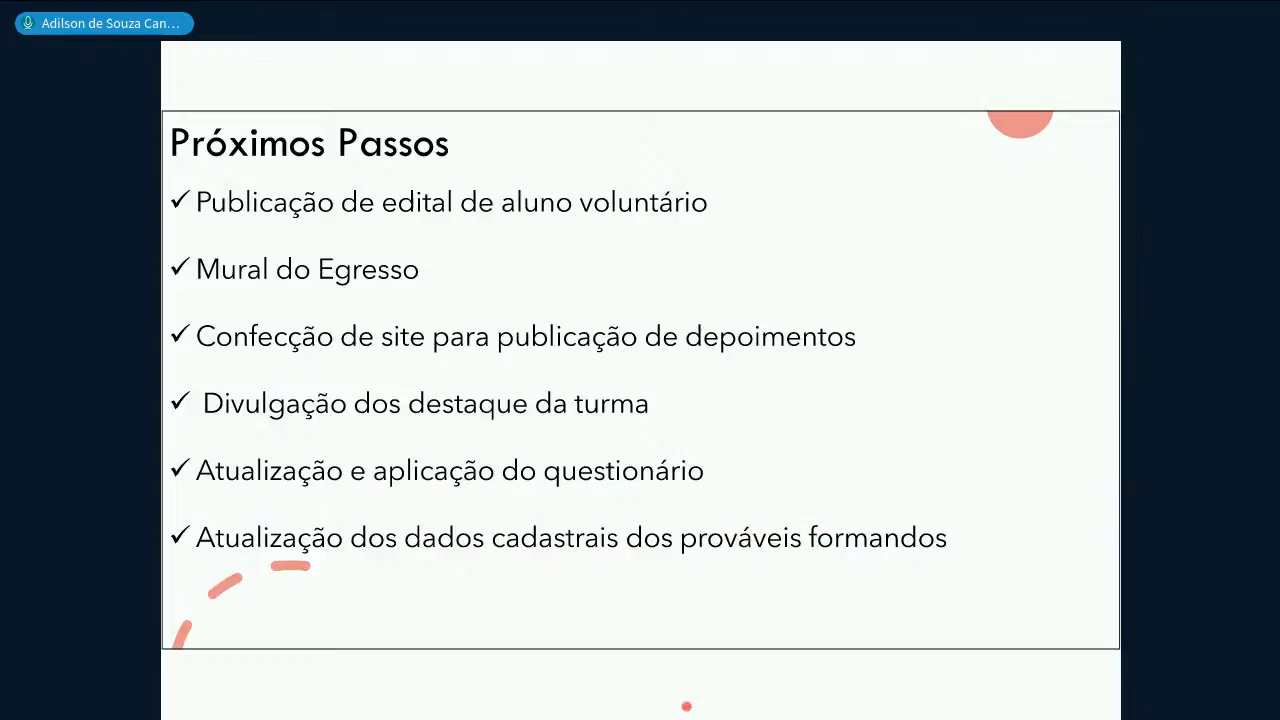 Adilson de Souza Can...
Próximos Passos
✓ Publicação de edital de aluno voluntário
✓ Mural do Egresso
✓ Confecção de site para publicação de depoimentos
✓ Divulgação dos destaque da turma
✓ Atualização e aplicação do questionário
✓ Atualização dos dados cadastrais dos prováveis formandos